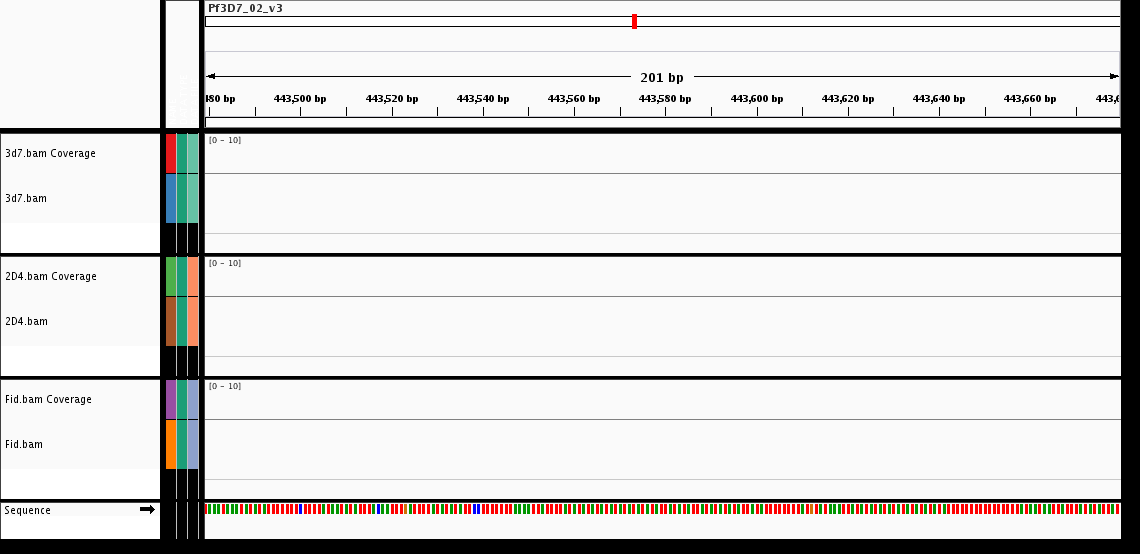 Pf3D7_02_v3
201 bp
443,500 bp 443,520 bp 443,540 bp 443,560 bp 443,580 bp 443,600 bp 443,620 bp 443,640 bp 443,660 bp
[0 - 10]
3d7.bam Coverage
3d7.bam
[0 - 10]
2D4.bam Coverage
2D4.bam
[0 - 10]
Fid.bam Coverage
Fid.bam
Sequence